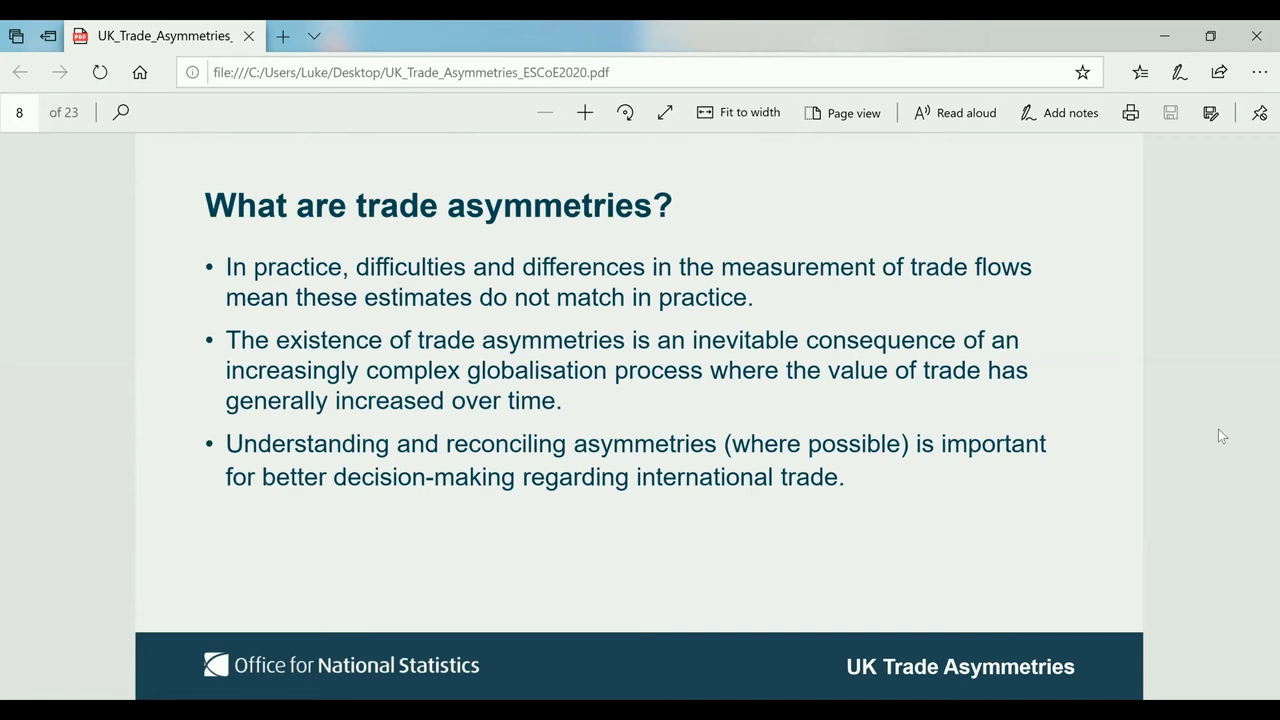 UK_Trade_Asymmetries_
file:///C:/Users/Luke/Desktop/UK_Trade_Asymmetries_ESCoE2020.pdf
8 of 23 Fit to width Page view Read aloud Add notes
What are trade asymmetries?
• In practice, difficulties and differences in the measurement of trade flows
mean these estimates do not match in practice.
• The existence of trade asymmetries is an inevitable consequence of an
increasingly complex globalisation process where the value of trade has
generally increased over time.
• Understanding and reconciling asymmetries (where possible) is important
for better decision-making regarding international trade.
Office for National Statistics
UK Trade Asymmetries